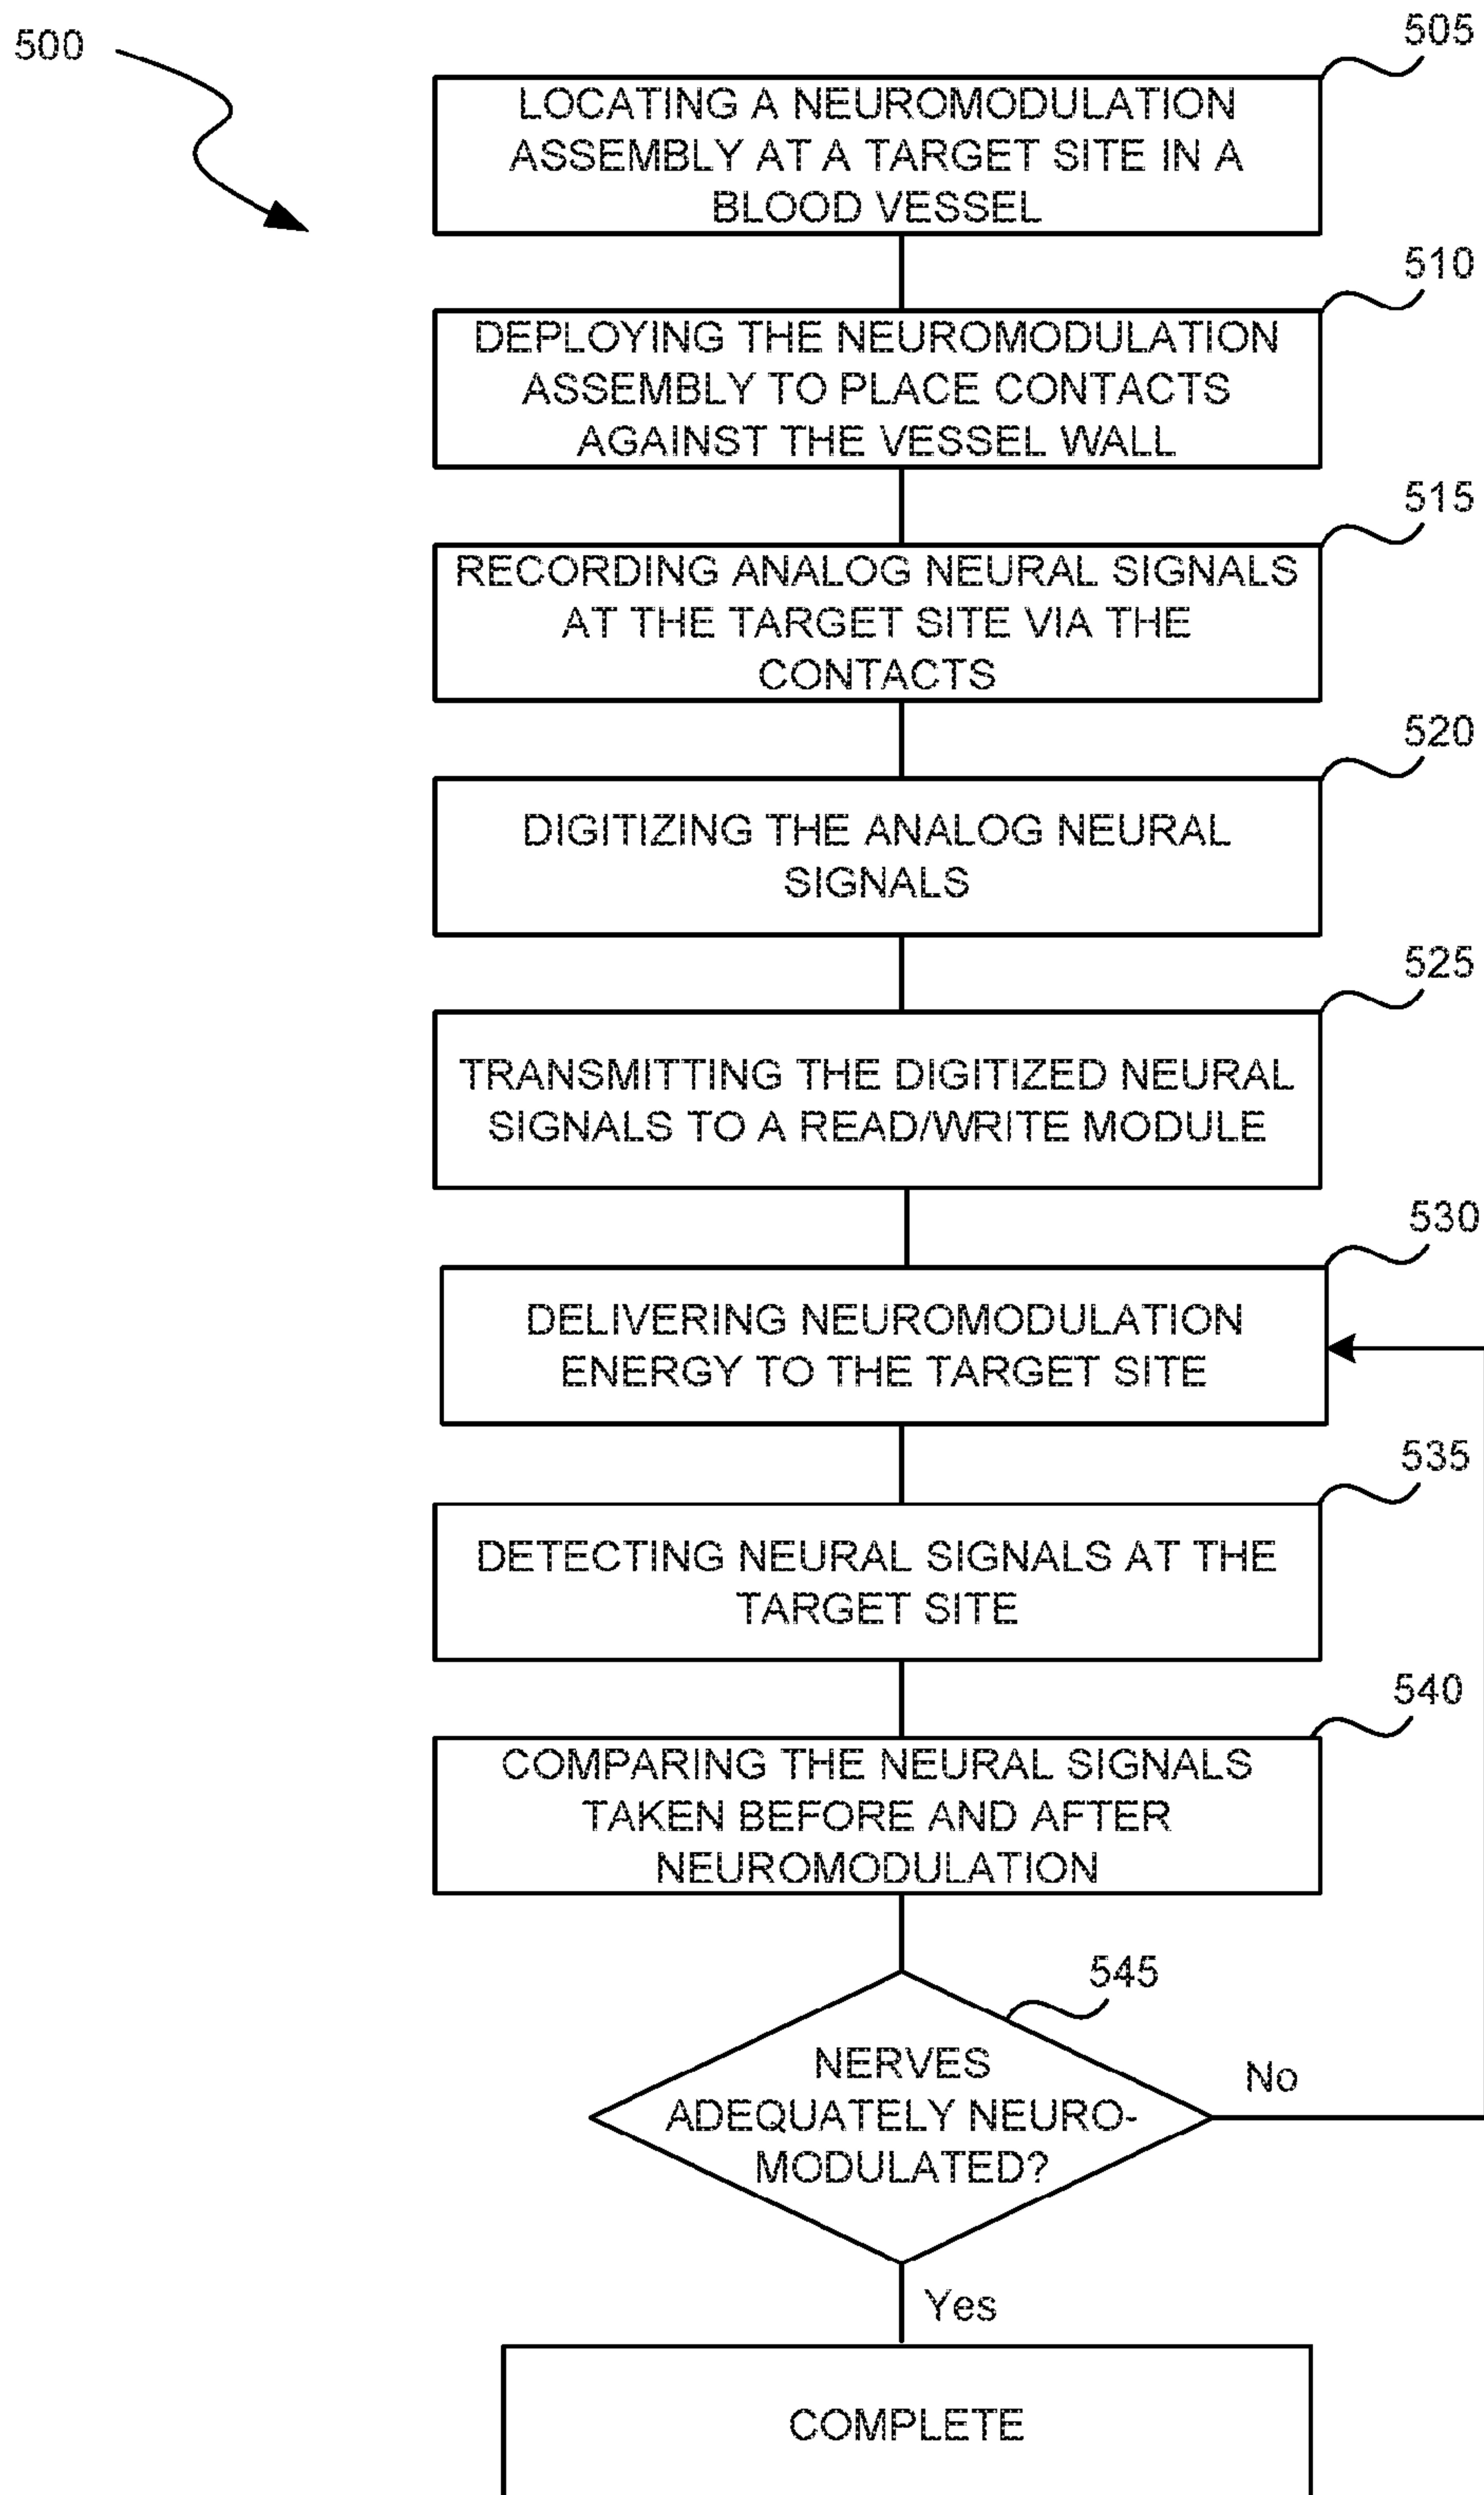 500
505
LOCATING A NEUROMODULATION
ASSEMBLY AT A TARGET SITE IN A
BLOOD VESSEL
510
DEPLOYING THE NEUROMODULATION
ASSEMBLY TO PLACE CONTACTS
AGAINST THE VESSEL WALL
515
RECORDING ANALOG NEURAL SIGNALS
AT THE TARGET SITE VIA THE
CONTACTS
520
DIGITIZING THE ANALOG NEURAL
SIGNALS
525
TRANSMITTING THE DIGITIZED NEURAL
SIGNALS TO A READ/WRITE MODULE
530
DELIVERING NEUROMODULATION
ENERGY TO THE TARGET SITE
535
DETECTING NEURAL SIGNALS AT THE
TARGET SITE
540
COMPARING THE NEURAL SIGNALS
TAKEN BEFORE AND AFTER
NEUROMODULATION
545
NERVES
ADEQUATELY NEURO-
MODULATED?
No
Yes
COMPLETE